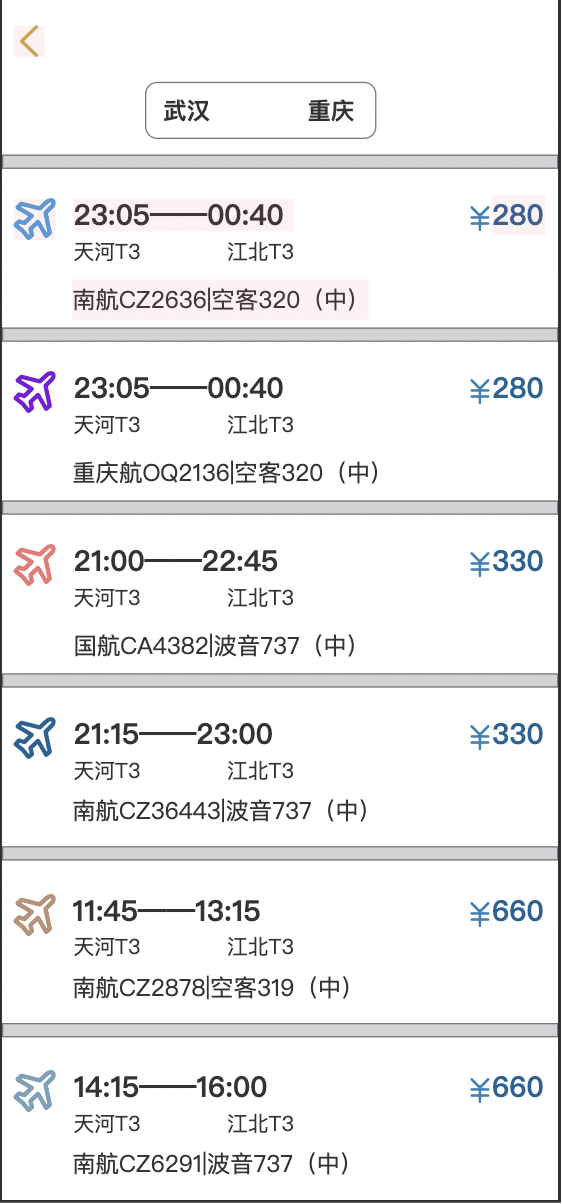 武汉 重庆
23:05——00:40 ¥280
天河T3 江北T3
南航CZ2636|空客320（中）
23:05——00:40 ¥280
天河T3 江北T3
重庆航OQ2136|空客320（中）
21:00——22:45 ¥330
天河T3 江北T3
国航CA4382|波音737（中）
21:15——23:00 ¥330
天河T3 江北T3
南航CZ36443|波音737（中）
11:45——13:15 ¥660
天河T3 江北T3
南航CZ2878|空客319（中）
14:15——16:00 ¥660
天河T3 江北T3
南航CZ6291|波音737（中）